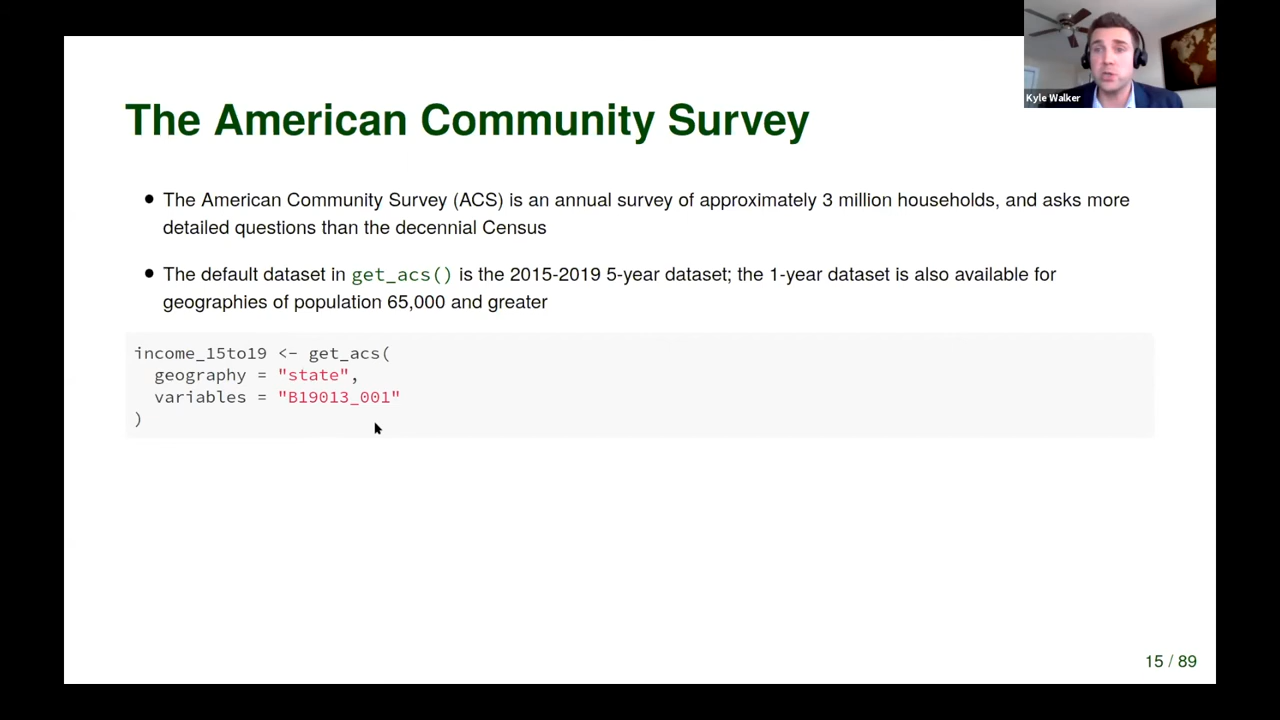 Kyle Walker
The American Community Survey
• The American Community Survey (ACS) is an annual survey of approximately 3 million households, and asks more
detailed questions than the decennial Census
• The default dataset in get_acs() is the 2015-2019 5-year dataset; the 1-year dataset is also available for
geographies of population 65,000 and greater
income_15to19 <- get_acs(
  geography = "state",
  variables = "B19013_001"
)
15 / 89